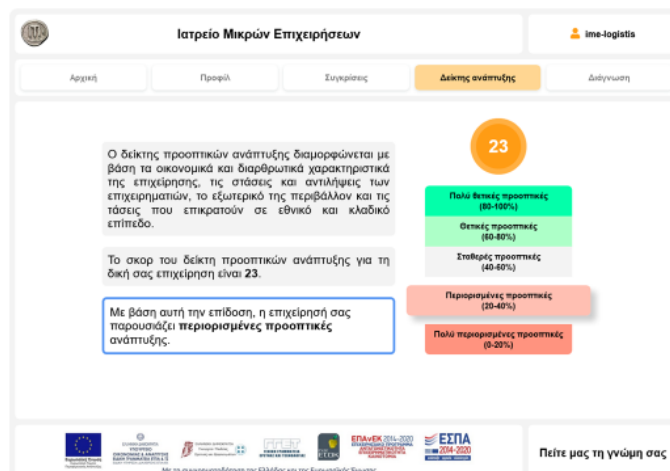 Ιατρείο Μικρών Επιχειρήσεων
ime-logistis
Αρχική
Προφίλ
Συγκρίσεις
Δείκτης ανάπτυξης
Διάγνωση
Ο δείκτης προοπτικών ανάπτυξης διαμορφώνεται με
βάση τα οικονομικά και διαρθρωτικά χαρακτηριστικά
της επιχείρησης, τις στάσεις και αντιλήψεις των
επιχειρηματιών, το εξωτερικό της περιβάλλον και τις
τάσεις που επικρατούν σε εθνικό και κλαδικό
επίπεδο.
Το σκορ του δείκτη προοπτικών ανάπτυξης για τη
δική σας επιχείρηση είναι 23.
Με βάση αυτή την επίδοση, η επιχείρησή σας
παρουσιάζει περιορισμένες προοπτικές
ανάπτυξης.
23
Πολύ θετικές προοπτικές
(80-100%)
Θετικές προοπτικές
(60-80%)
Σταθερές προοπτικές
(40-60%)
Περιορισμένες προοπτικές
(20-40%)
Πολύ περιορισμένες προοπτικές
(0-20%)
ΕΠΑνΕΚ 2014-2020
ΕΣΠΑ
2014-2020
Πείτε μας τη γνώμη σας